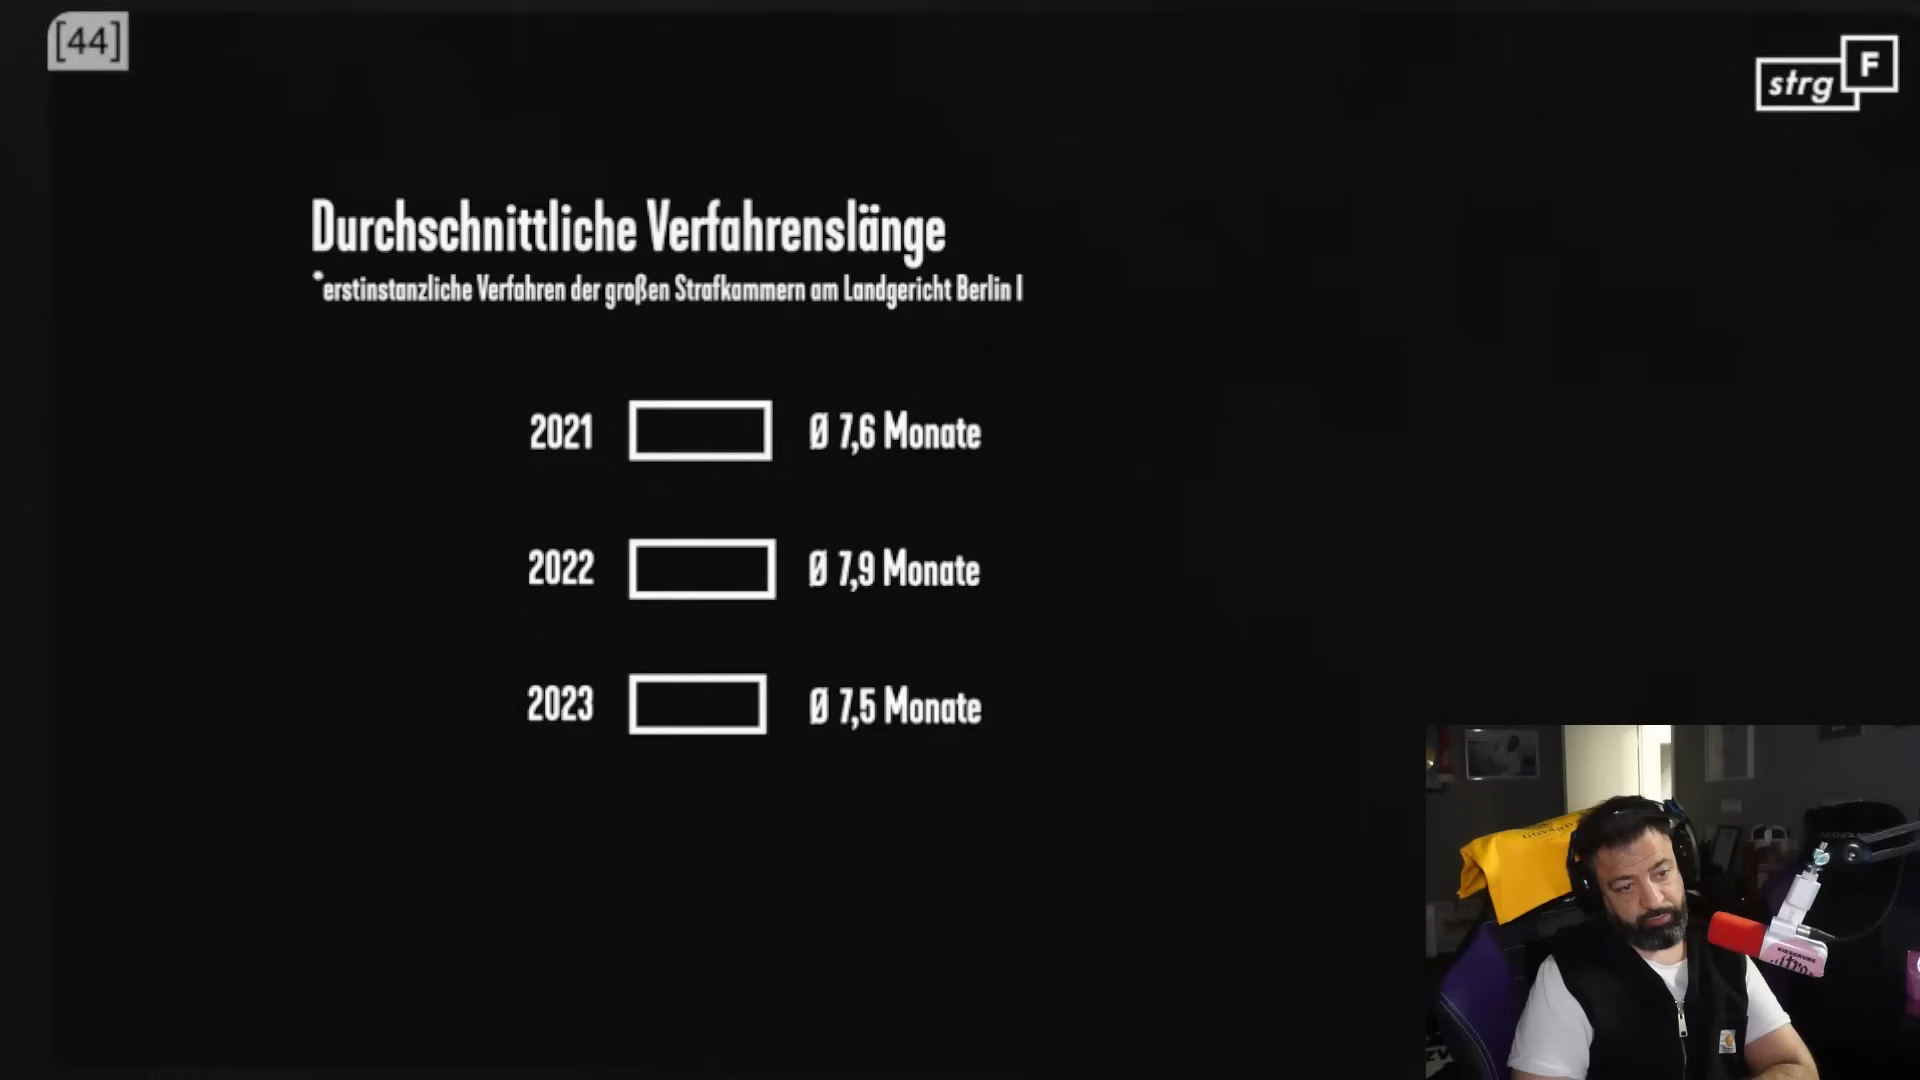 [44]
strg F
Durchschnittliche Verfahrenslänge
*erstinstanzliche Verfahren der großen Strafkammern am Landgericht Berlin I
2021 Ø 7,6 Monate
2022 Ø 7,9 Monate
2023 Ø 7,5 Monate